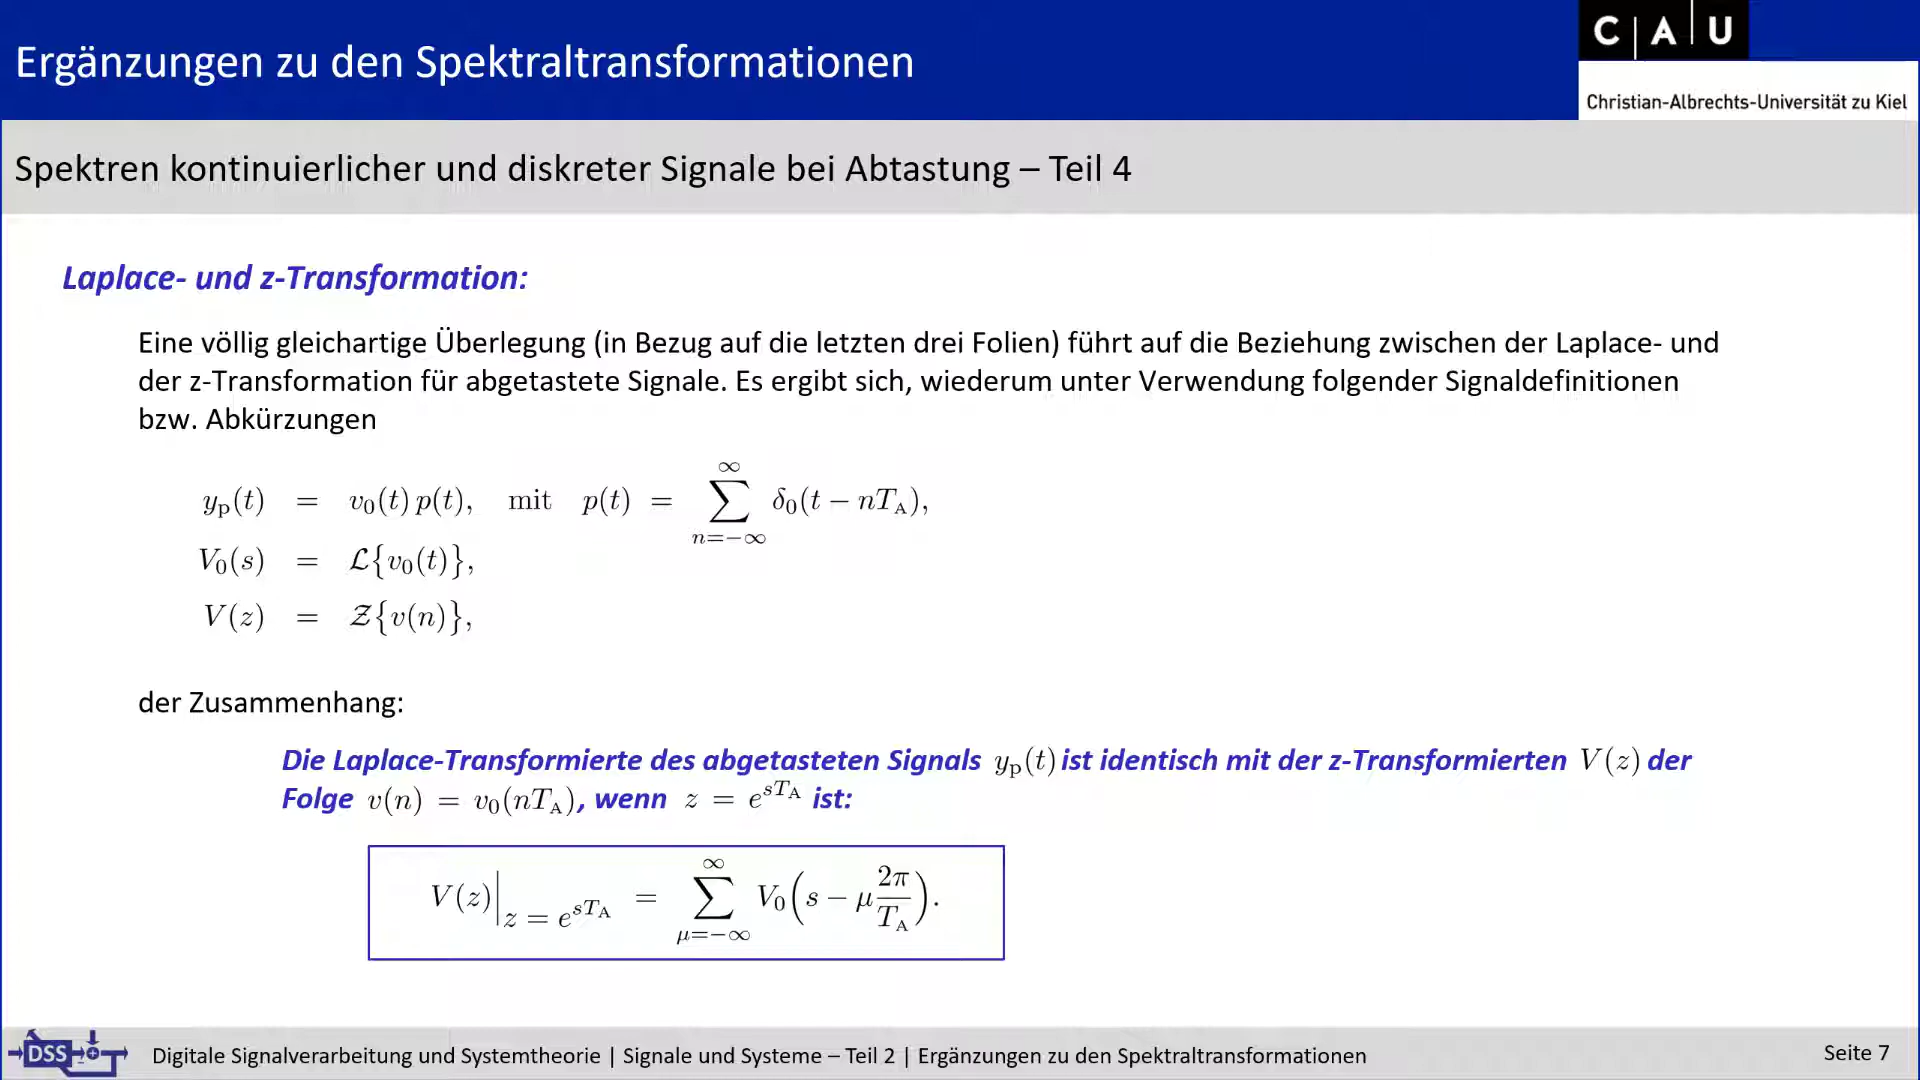 Ergänzungen zu den Spektraltransformationen
C | A | U
Christian-Albrechts-Universität zu Kiel
Spektren kontinuierlicher und diskreter Signale bei Abtastung – Teil 4
Laplace- und z-Transformation:
Eine völlig gleichartige Überlegung (in Bezug auf die letzten drei Folien) führt auf die Beziehung zwischen der Laplace- und
der z-Transformation für abgetastete Signale. Es ergibt sich, wiederum unter Verwendung folgender Signaldefinitionen
bzw. Abkürzungen
y_p(t) = v_0(t) p(t), mit p(t) = ∑_{n=−∞}^{∞} δ_0(t − nT_A),
V_0(s) = ℒ{v_0(t)},
V(z) = 𝒵{v(n)},
der Zusammenhang:
Die Laplace-Transformierte des abgetasteten Signals y_p(t) ist identisch mit der z-Transformierten V(z) der
Folge v(n) = v_0(nT_A), wenn z = e^{sT_A} ist:
V(z)|_{z = e^{sT_A}} = ∑_{μ=−∞}^{∞} V_0(s − μ 2π/T_A).
DSS
Digitale Signalverarbeitung und Systemtheorie | Signale und Systeme – Teil 2 | Ergänzungen zu den Spektraltransformationen
Seite 7